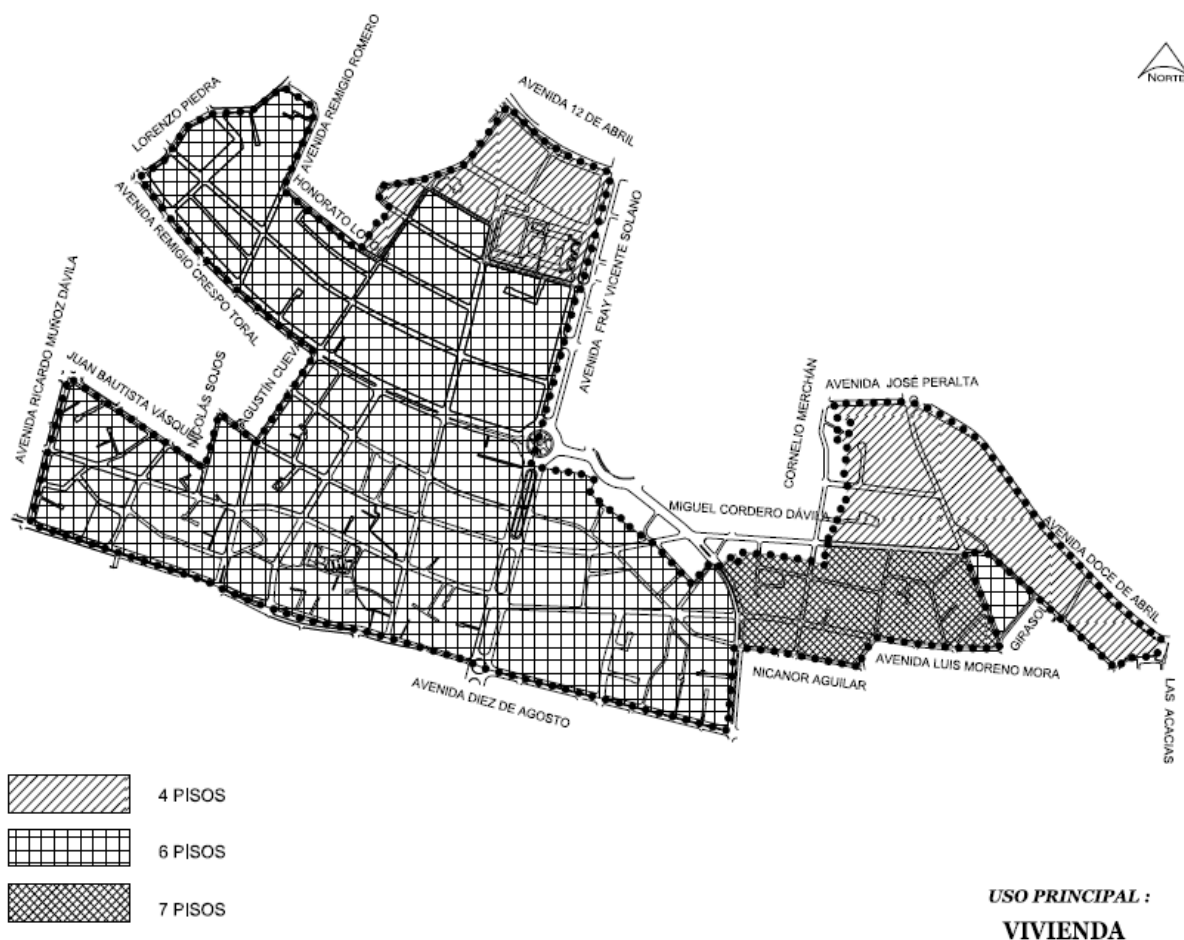 NORTE
LORENZO PIEDRA
AVENIDA REMIGIO ROMERO
AVENIDA 12 DE ABRIL
HONORATO
AVENIDA REMIGIO CRESPO TORAL
AVENIDA FRAY VICENTE SOLANO
AVENIDA RICARDO MUÑOZ DÁVILA
JUAN BAUTISTA VÁSQUEZ
NICOLÁS SOJOS
AGUSTÍN CUEVA
AVENIDA JOSÉ PERALTA
CORNELIO MERCHÁN
MIGUEL CORDERO DÁVILA
AVENIDA DOCE DE ABRIL
GIRASOL
AVENIDA LUIS MORENO MORA
NICANOR AGUILAR
AVENIDA DIEZ DE AGOSTO
LAS ACACIAS
4 PISOS
6 PISOS
7 PISOS
USO PRINCIPAL :
VIVIENDA